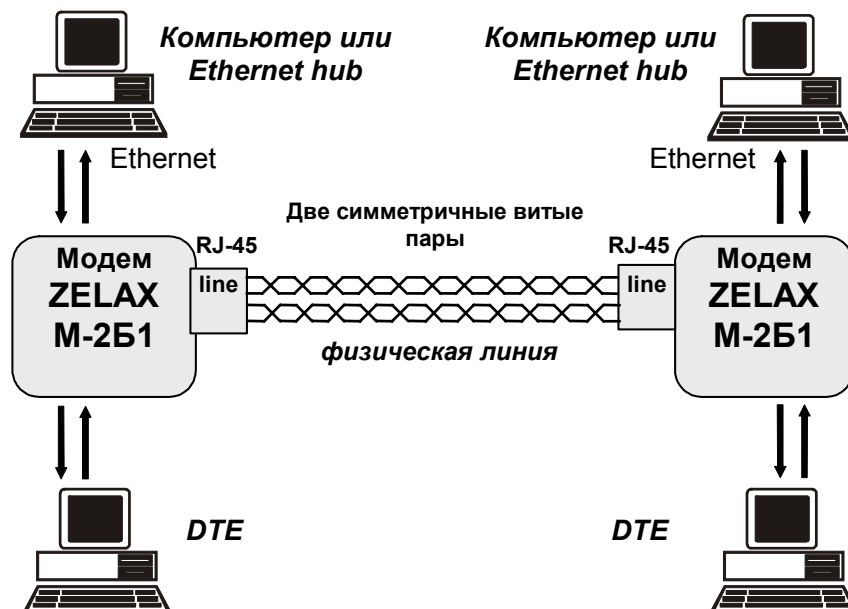 Компьютер или
Ethernet hub
Компьютер или
Ethernet hub
Ethernet
Ethernet
Две симметричные витые
пары
RJ-45
RJ-45
Модем
ZELAX
М-2Б1
line
line
Модем
ZELAX
М-2Б1
физическая линия
DTE
DTE